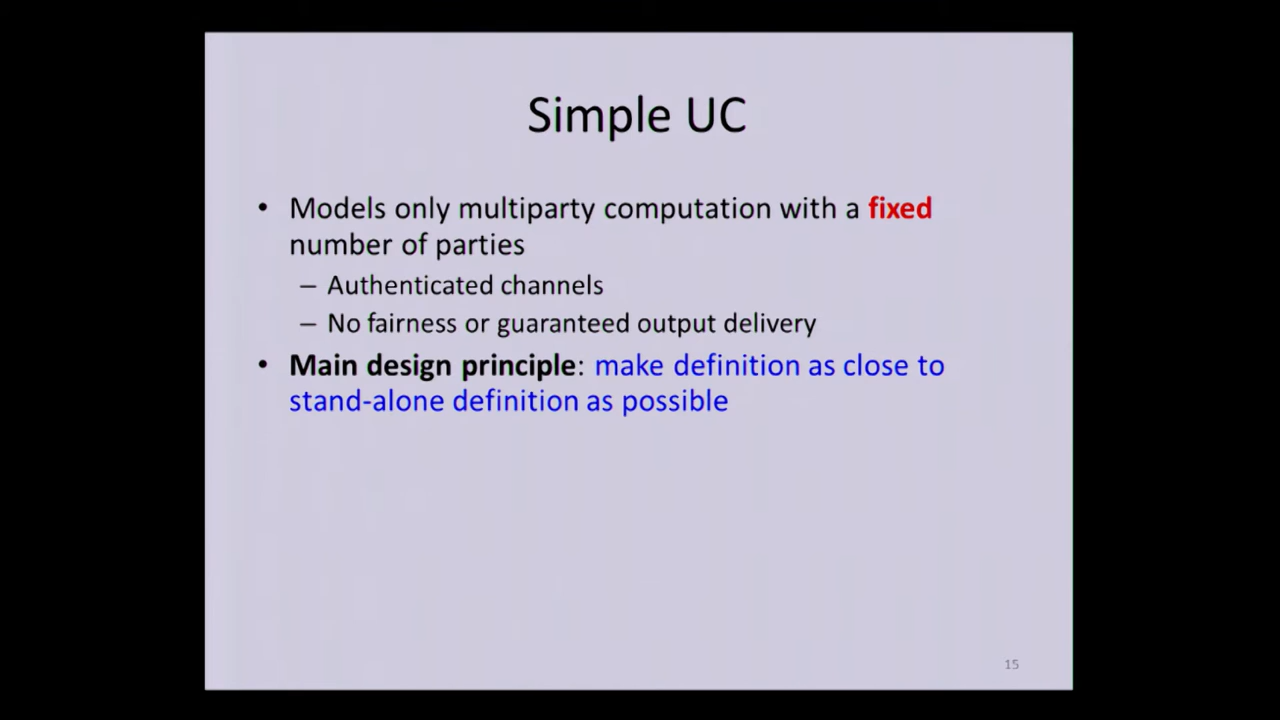 Simple UC
• Models only multiparty computation with a fixed
number of parties
– Authenticated channels
– No fairness or guaranteed output delivery
• Main design principle: make definition as close to
stand-alone definition as possible
15